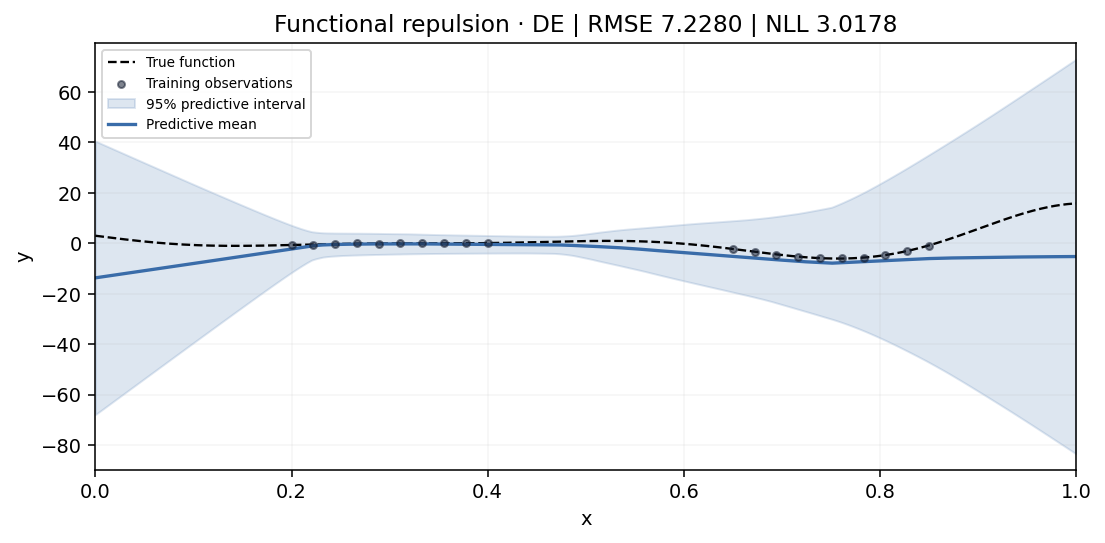 Functional repulsion · DE | RMSE 7.2280 | NLL 3.0178
True function
Training observations
95% predictive interval
Predictive mean
60
40
20
0
−20
−40
−60
−80
y
0.0 0.2 0.4 0.6 0.8 1.0
x